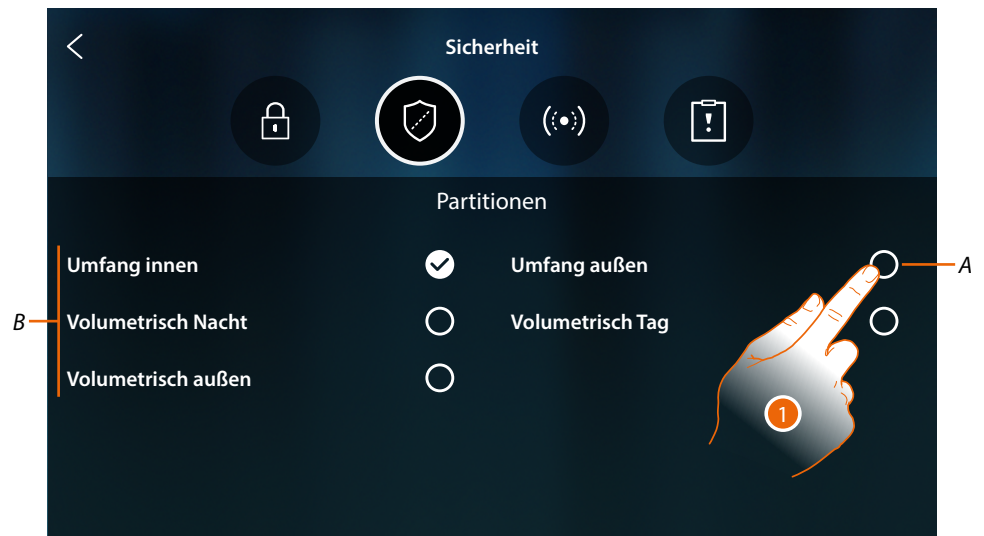 Sicherheit
Partitionen
Umfang innen
Umfang außen
A
B
Volumetrisch Nacht
Volumetrisch Tag
Volumetrisch außen
1